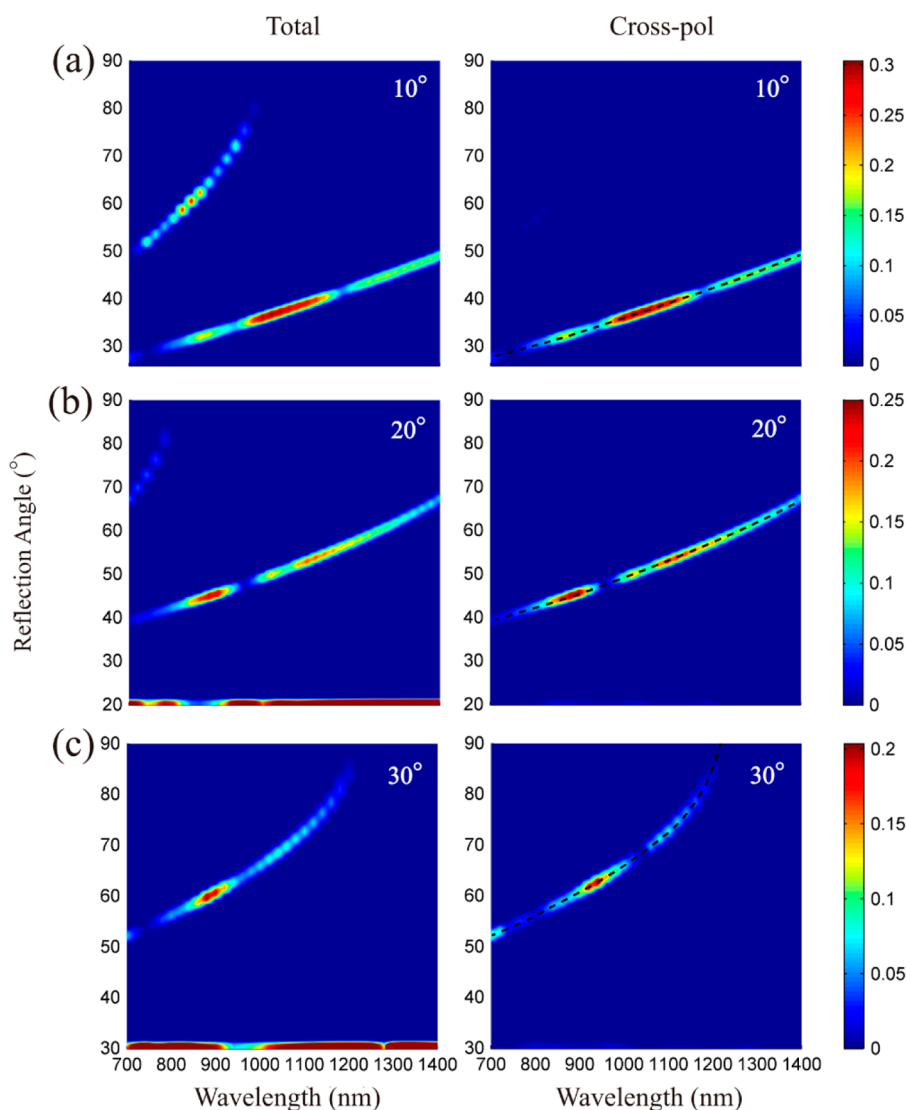 Total Cross-pol
(a)
90 90
10° 10° 0.3
80 80
0.25
70 70
0.2
60 60
0.15
50 50
0.1
40 40
0.05
30 30
0
(b)
90 90 0.25
20° 20°
80 80
0.2
70 70
60 60 0.15
50 50
0.1
40 40
0.05
30 30
20 20 0
Reflection Angle (°)
(c)
90 90
30° 30° 0.2
80 80
70 70 0.15
60 60
0.1
50 50
0.05
40 40
30 30 0
700 800 900 1000 1100 1200 1300 1400 700 800 900 1000 1100 1200 1300 1400
Wavelength (nm) Wavelength (nm)